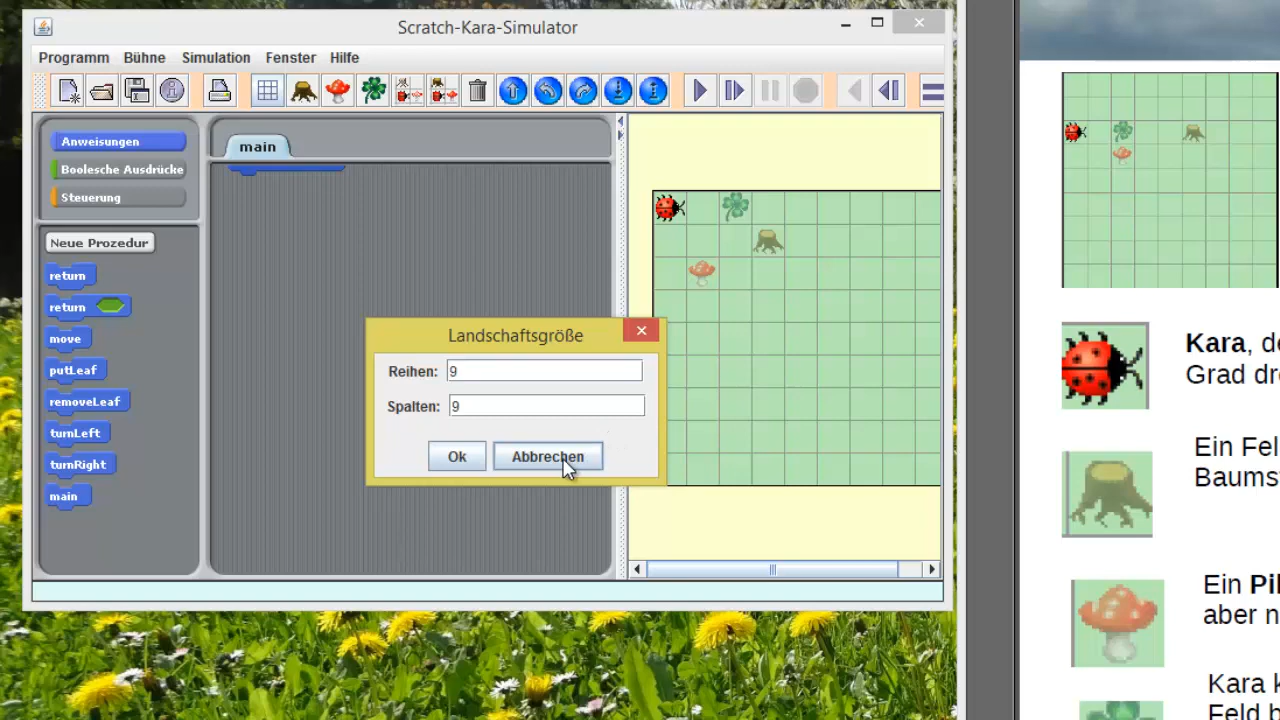 Scratch-Kara-Simulator
Programm Bühne Simulation Fenster Hilfe
Anweisungen
Boolesche Ausdrücke
Steuerung
main
Neue Prozedur
return
return
move
putLeaf
removeLeaf
turnLeft
turnRight
main
Landschaftsgröße
Reihen: 9
Spalten: 9
Ok Abbrechen
Kara, de
Grad dre
Ein Fel
Baumst
Ein Pil
aber n
Kara k
Feld b